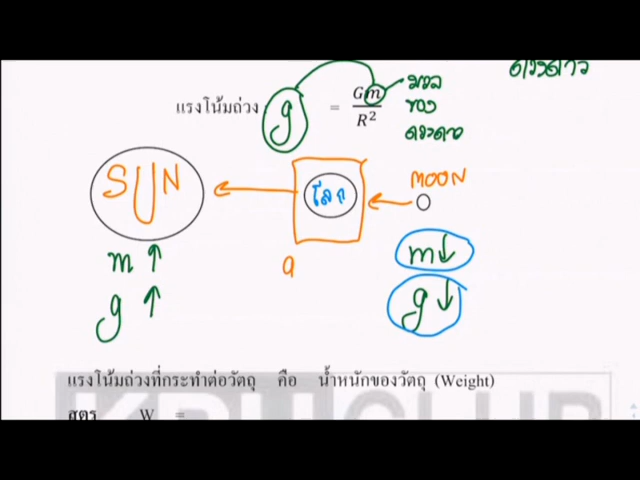 ดวงดาว
แรงโน้มถ่วง g = Gm/R²
มวล
ของ
ดวงดาว
SUN โลก MOON
m↑ a m↓
g↑ g↓
แรงโน้มถ่วงที่กระทำต่อวัตถุ คือ น้ำหนักของวัตถุ (Weight)
สูตร W =